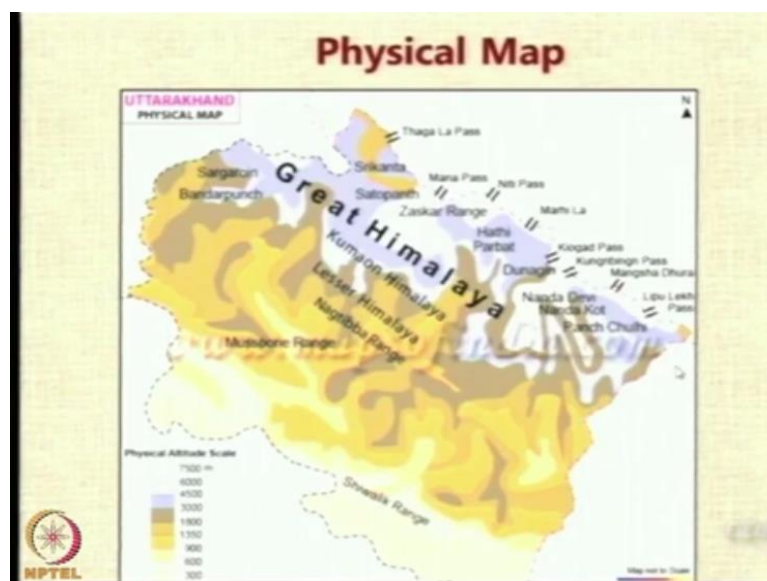 Physical Map
UTTARAKHAND
PHYSICAL MAP
N
Thaga La Pass
Srikanta
Sargaroin
Bandarpunch
Satopanth
Mana Pass
Niti Pass
Zaskar Range
Marhi La
Great Himalaya
Hathi
Parbat
Kiogad Pass
Kungribingri Pass
Dunagiri
Mangsha Dhura
Kumaon Himalaya
Lesser Himalaya
Nagtibba Range
Nanda Devi
Nanda Kot
Lipu Lekh
Pass
Panch Chulhi
Mussoorie Range
Shiwalik Range
Physical Altitude Scale
7500 m
6000
4500
3000
1800
1350
900
600
300
Map not to Scale
NPTEL